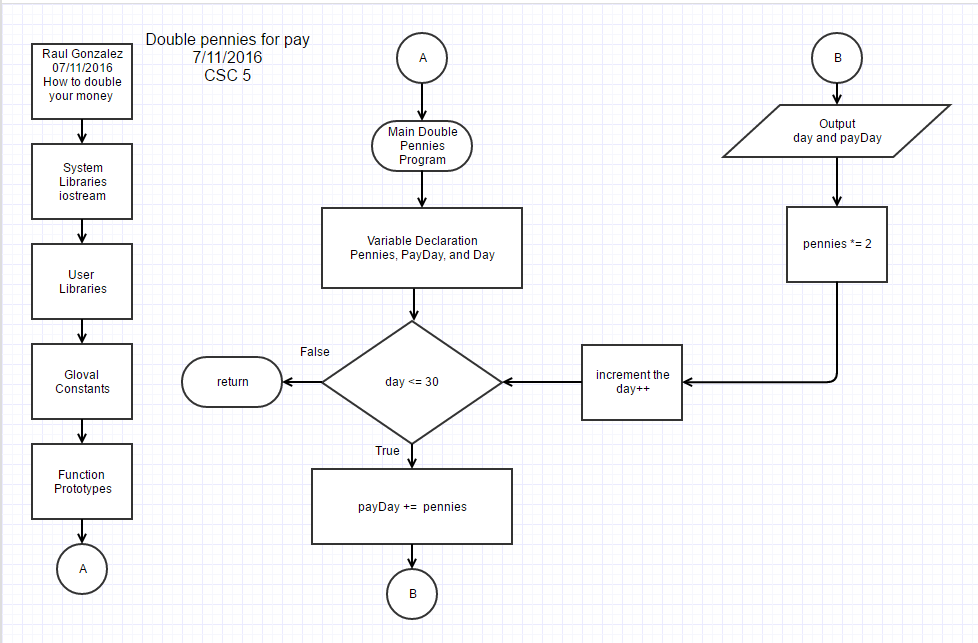 Double pennies for pay
7/11/2016
CSC 5
Raul Gonzalez
07/11/2016
How to double
your money
System
Libraries
iostream
User
Libraries
Gloval
Constants
Function
Prototypes
A
A
Main Double
Pennies
Program
Variable Declaration
Pennies, PayDay, and Day
day <= 30
False
return
True
payDay += pennies
B
B
Output
day and payDay
pennies *= 2
increment the
day++